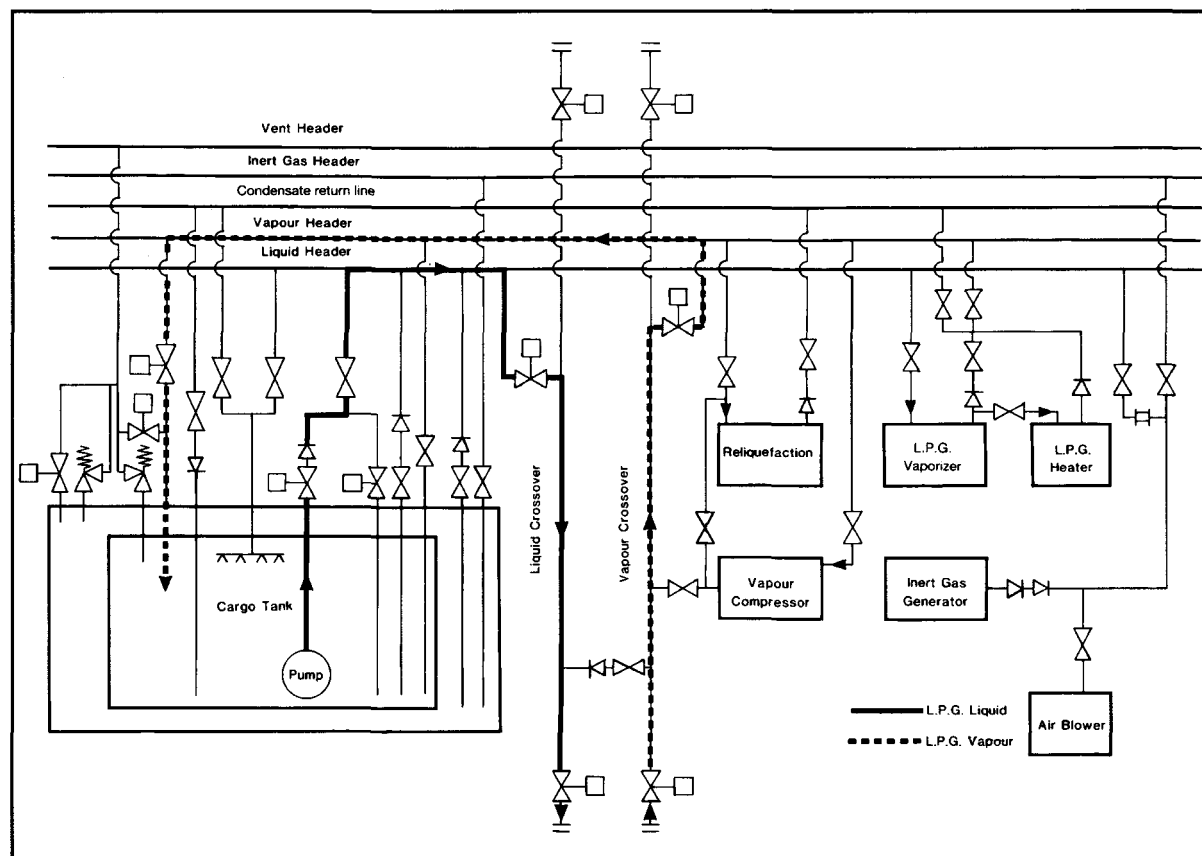 Vent Header
Inert Gas Header
Condensate return line
Vapour Header
Liquid Header
Liquid Crossover
Vapour Crossover
Reliquefaction
L.P.G.
Vaporizer
L.P.G.
Heater
Vapour
Compressor
Inert Gas
Generator
Cargo Tank
Pump
Air Blower
L.P.G. Liquid
L.P.G. Vapour